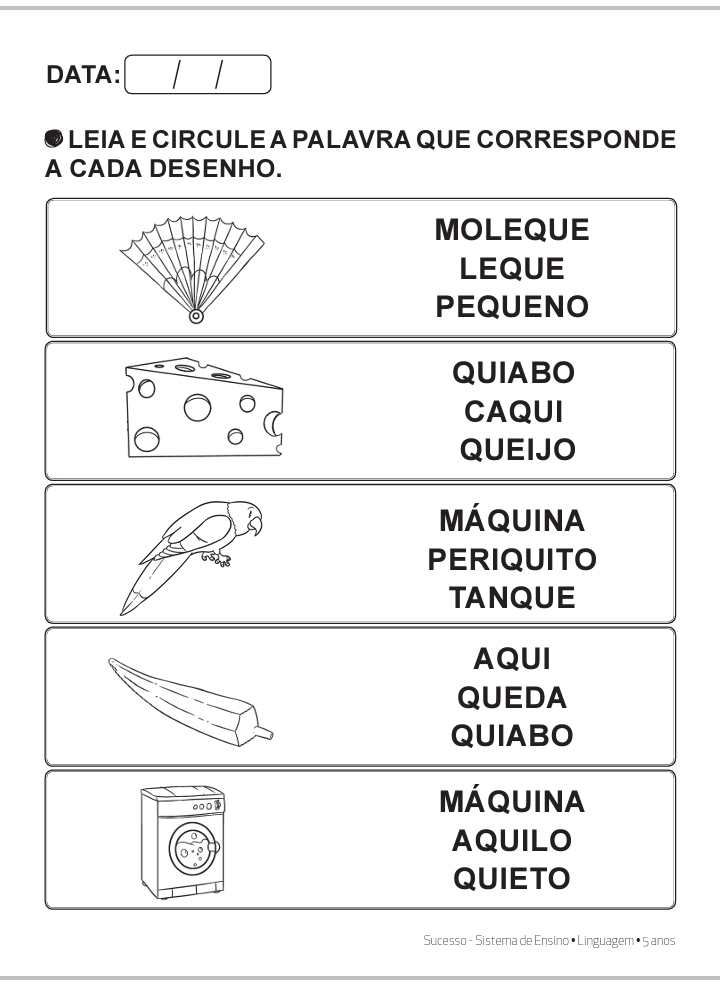 DATA: / /
LEIA E CIRCULE A PALAVRA QUE CORRESPONDE
A CADA DESENHO.
MOLEQUE
LEQUE
PEQUENO
QUIABO
CAQUI
QUEIJO
MÁQUINA
PERIQUITO
TANQUE
AQUI
QUEDA
QUIABO
MÁQUINA
AQUILO
QUIETO
Sucesso - Sistema de Ensino • Linguagem • 5 anos